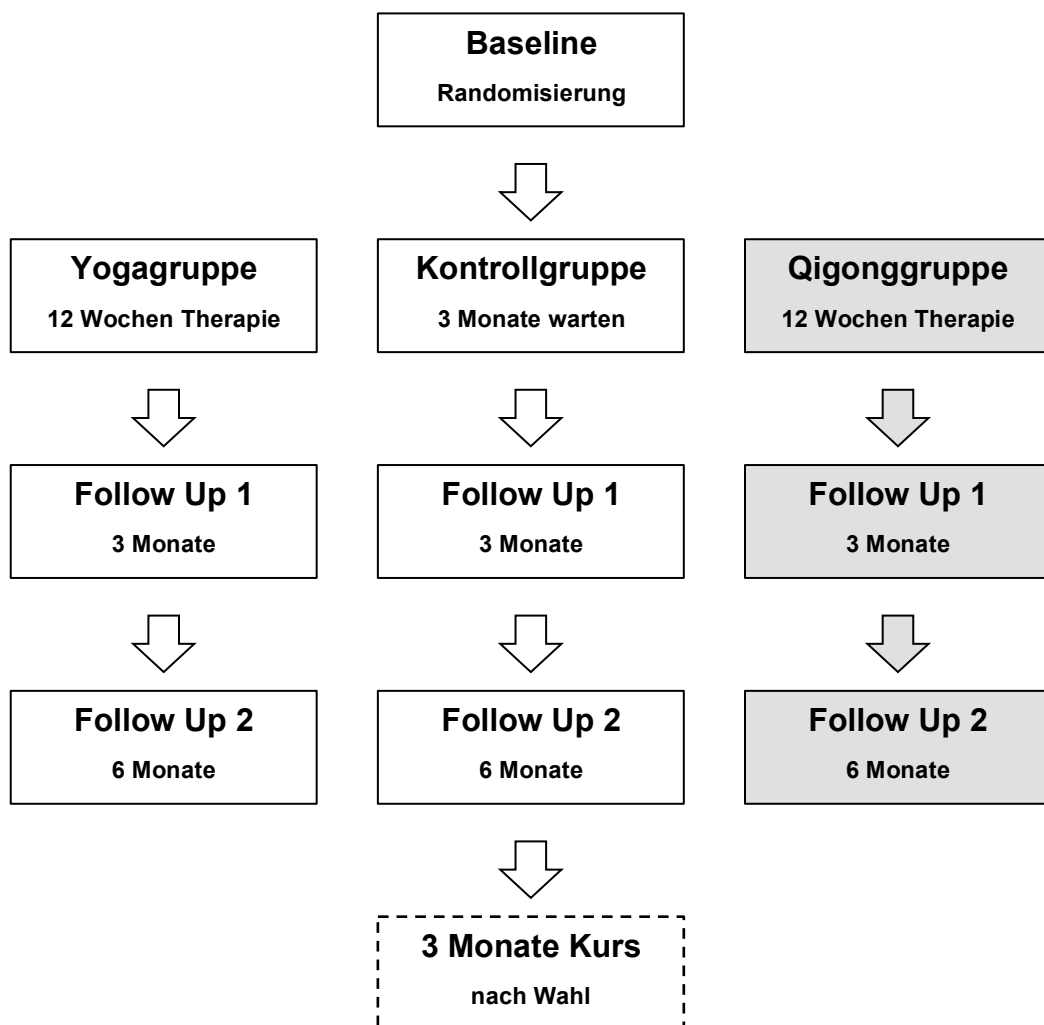 Baseline
Randomisierung
Yogagruppe
12 Wochen Therapie
Kontrollgruppe
3 Monate warten
Qigonggruppe
12 Wochen Therapie
Follow Up 1
3 Monate
Follow Up 1
3 Monate
Follow Up 1
3 Monate
Follow Up 2
6 Monate
Follow Up 2
6 Monate
Follow Up 2
6 Monate
3 Monate Kurs
nach Wahl